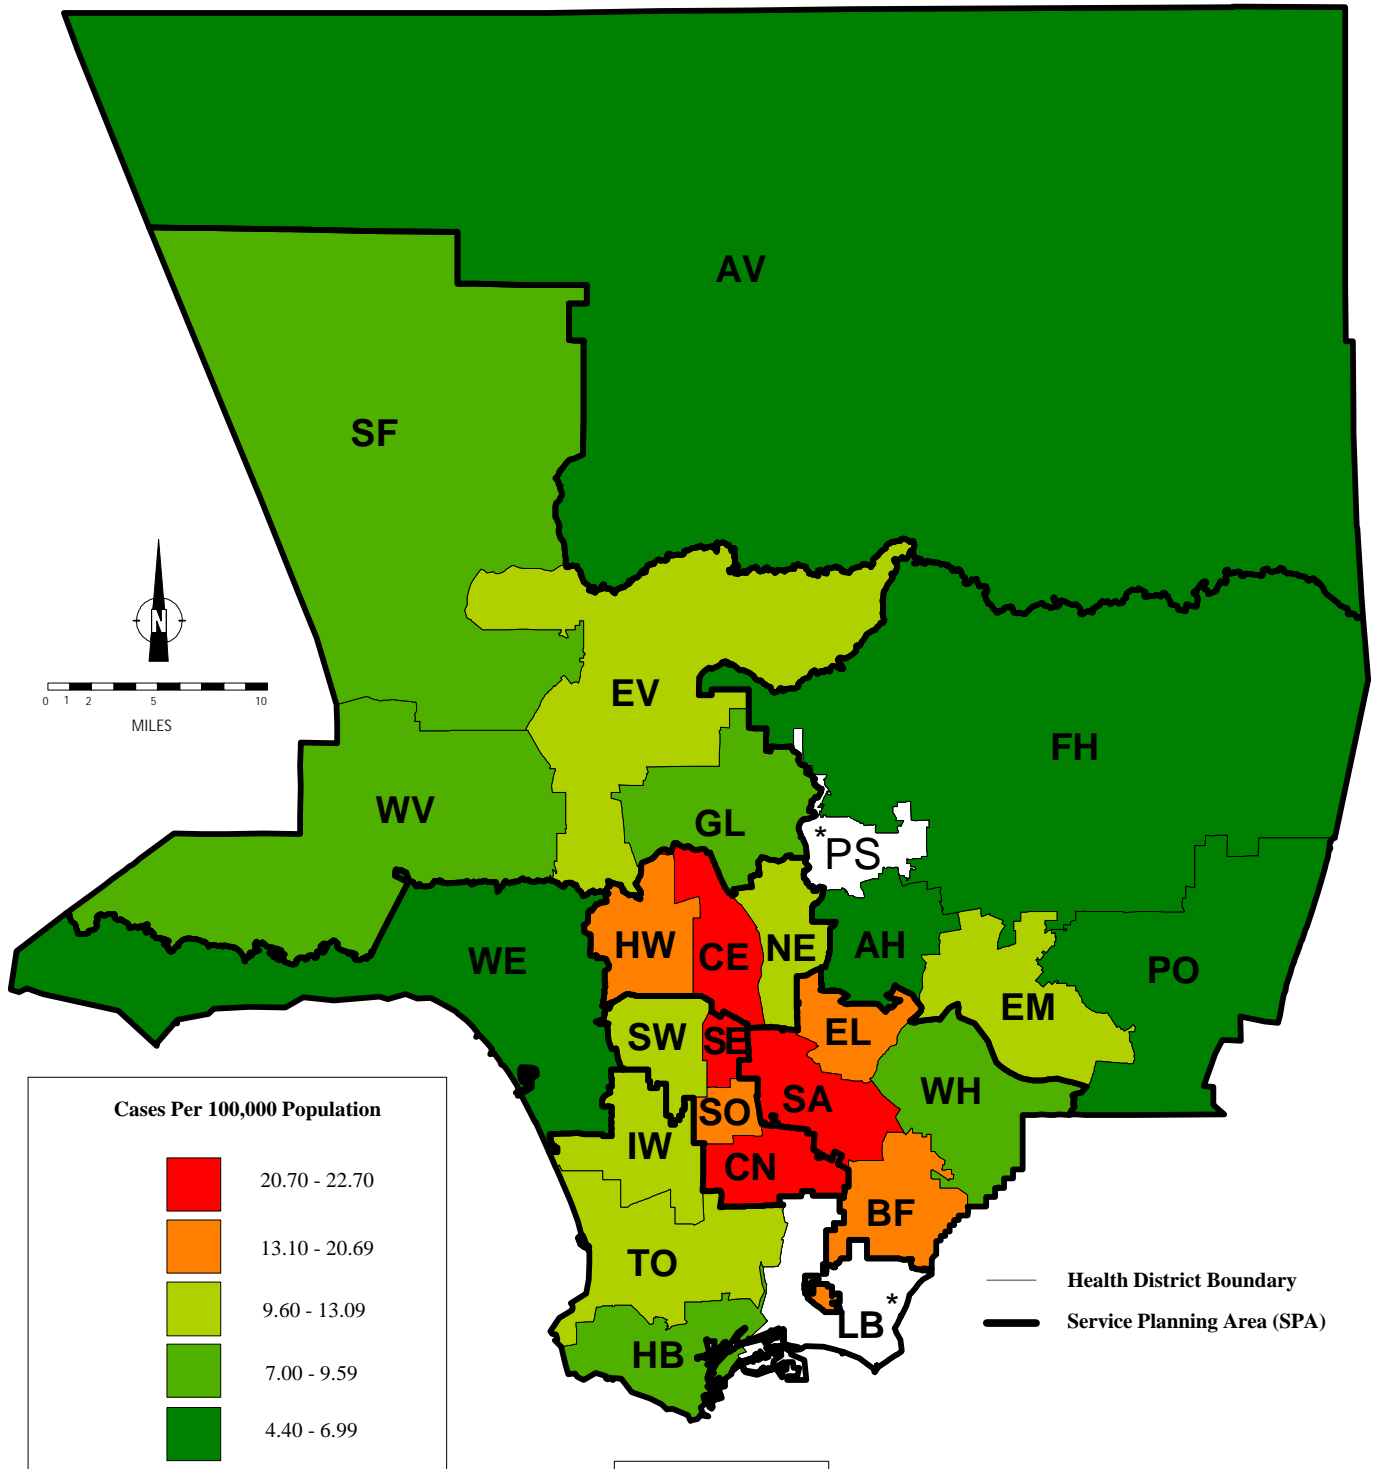 AV
SF
N
0 1 2 5 10
MILES
EV
FH
WV
GL
*PS
HW
CE
NE
AH
WE
PO
EM
SW
SE
EL
SA
WH
SO
IW
CN
BF
TO
LB*
HB
Cases Per 100,000 Population
20.70 - 22.70
13.10 - 20.69
9.60 - 13.09
7.00 - 9.59
4.40 - 6.99
Health District Boundary
Service Planning Area (SPA)